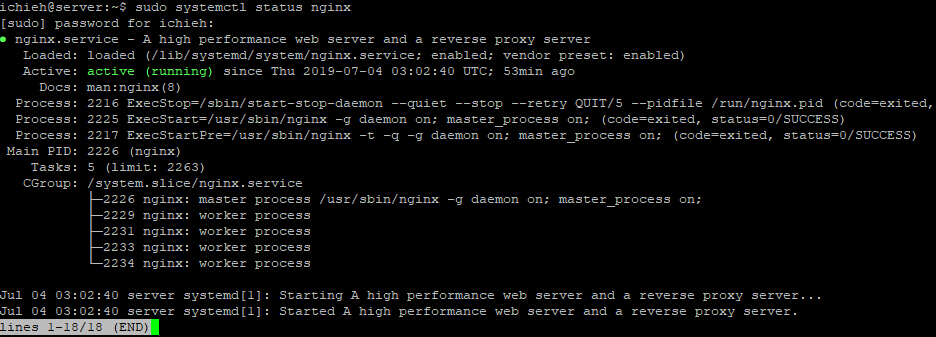 ichieh@server:~$ sudo systemctl status nginx
[sudo] password for ichieh:
● nginx.service - A high performance web server and a reverse proxy server
   Loaded: loaded (/lib/systemd/system/nginx.service; enabled; vendor preset: enabled)
   Active: active (running) since Thu 2019-07-04 03:02:40 UTC; 53min ago
     Docs: man:nginx(8)
  Process: 2216 ExecStop=/sbin/start-stop-daemon --quiet --stop --retry QUIT/5 --pidfile /run/nginx.pid (code=exited,
  Process: 2225 ExecStart=/usr/sbin/nginx -g daemon on; master_process on; (code=exited, status=0/SUCCESS)
  Process: 2217 ExecStartPre=/usr/sbin/nginx -t -q -g daemon on; master_process on; (code=exited, status=0/SUCCESS)
 Main PID: 2226 (nginx)
    Tasks: 5 (limit: 2263)
   CGroup: /system.slice/nginx.service
           ├─2226 nginx: master process /usr/sbin/nginx -g daemon on; master_process on;
           ├─2229 nginx: worker process
           ├─2231 nginx: worker process
           ├─2233 nginx: worker process
           └─2234 nginx: worker process

Jul 04 03:02:40 server systemd[1]: Starting A high performance web server and a reverse proxy server...
Jul 04 03:02:40 server systemd[1]: Started A high performance web server and a reverse proxy server.
lines 1-18/18 (END)